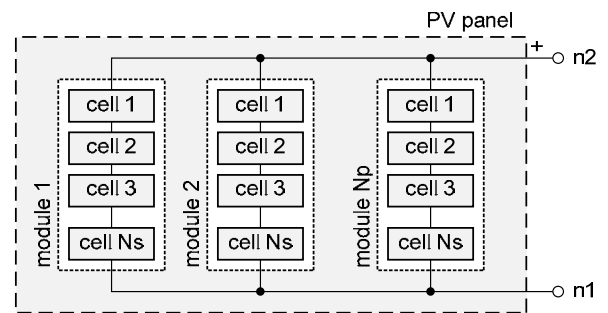 PV panel
+
n2
module 1
cell 1
cell 2
cell 3
cell Ns
module 2
cell 1
cell 2
cell 3
cell Ns
module Np
cell 1
cell 2
cell 3
cell Ns
n1